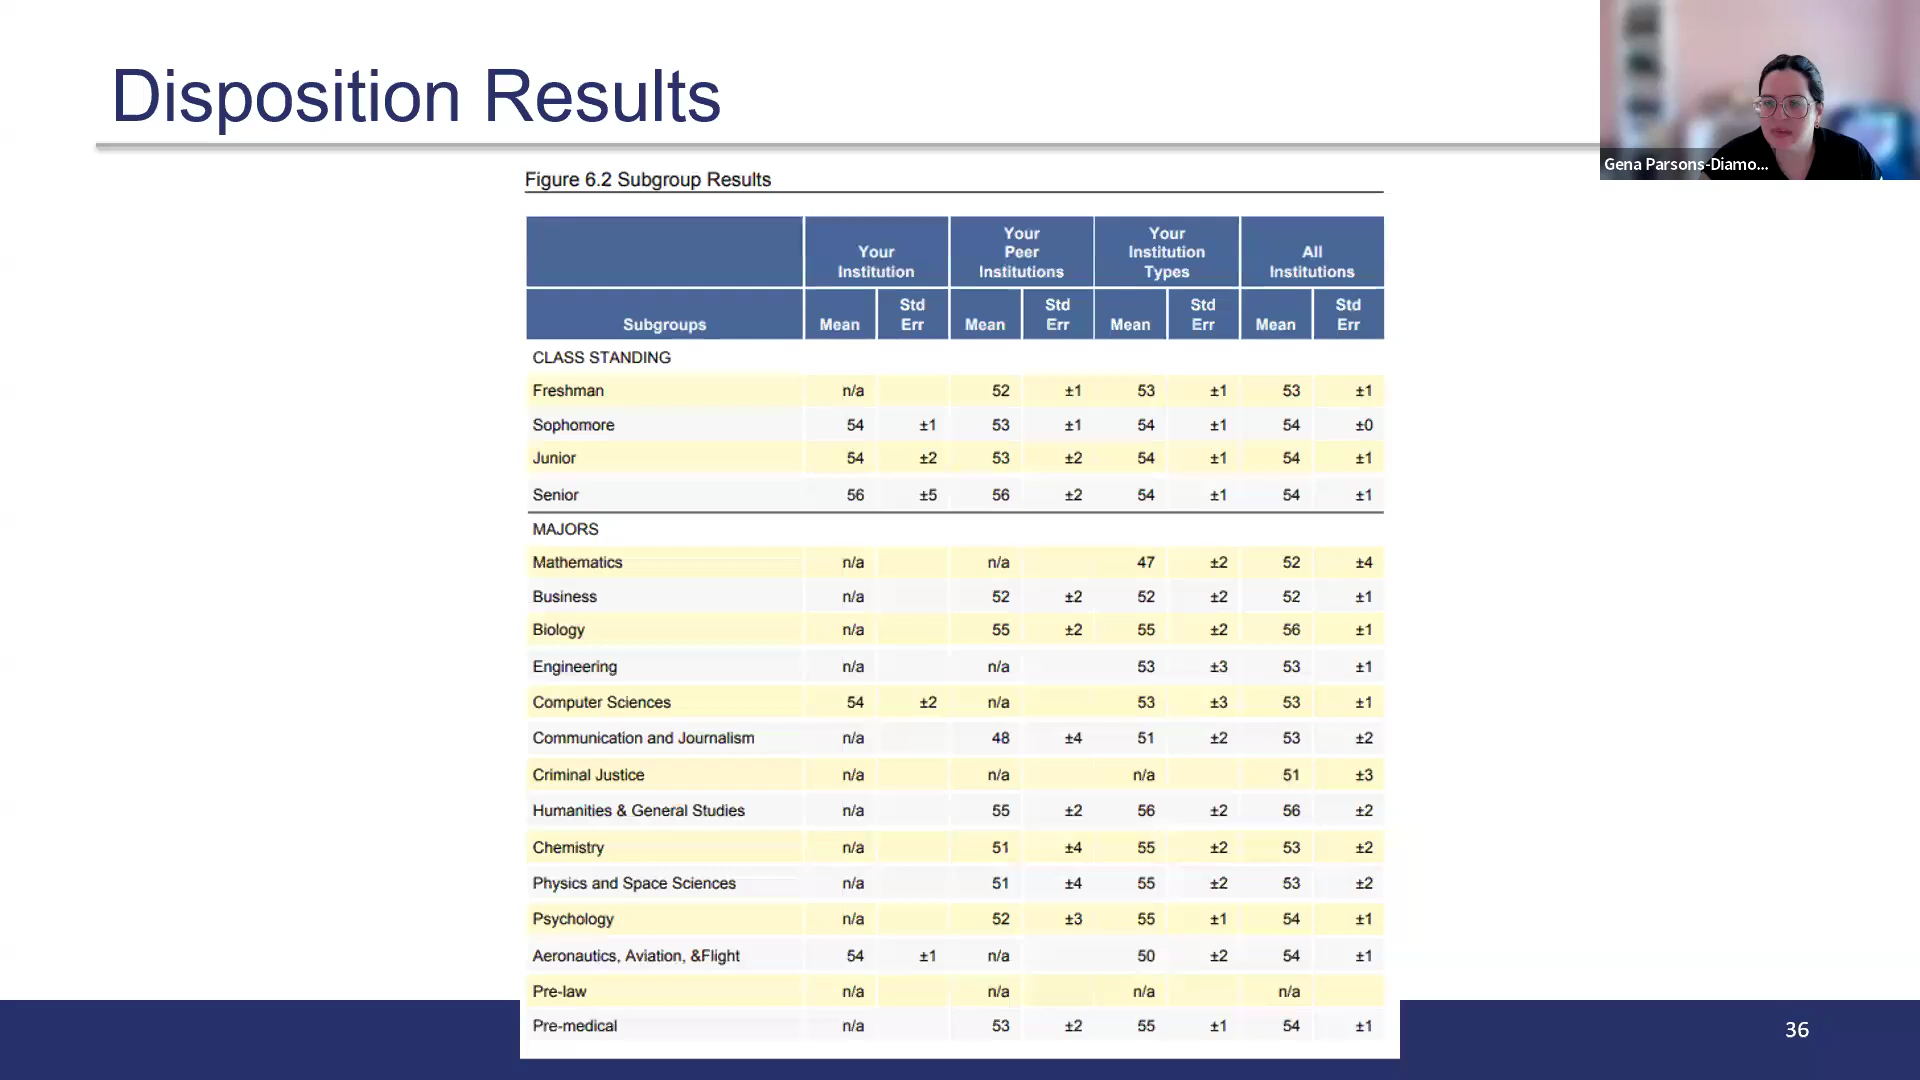 Disposition Results
Gena Parsons-Diamo...
Figure 6.2 Subgroup Results
Your Institution Your Peer Institutions Your Institution Types All Institutions
Subgroups Mean Std Err Mean Std Err Mean Std Err Mean Std Err
CLASS STANDING
Freshman n/a 52 ±1 53 ±1 53 ±1
Sophomore 54 ±1 53 ±1 54 ±1 54 ±0
Junior 54 ±2 53 ±2 54 ±1 54 ±1
Senior 56 ±5 56 ±2 54 ±1 54 ±1
MAJORS
Mathematics n/a n/a 47 ±2 52 ±4
Business n/a 52 ±2 52 ±2 52 ±1
Biology n/a 55 ±2 55 ±2 56 ±1
Engineering n/a n/a 53 ±3 53 ±1
Computer Sciences 54 ±2 n/a 53 ±3 53 ±1
Communication and Journalism n/a 48 ±4 51 ±2 53 ±2
Criminal Justice n/a n/a n/a 51 ±3
Humanities & General Studies n/a 55 ±2 56 ±2 56 ±2
Chemistry n/a 51 ±4 55 ±2 53 ±2
Physics and Space Sciences n/a 51 ±4 55 ±2 53 ±2
Psychology n/a 52 ±3 55 ±1 54 ±1
Aeronautics, Aviation, &Flight 54 ±1 n/a 50 ±2 54 ±1
Pre-law n/a n/a n/a n/a
Pre-medical n/a 53 ±2 55 ±1 54 ±1
36